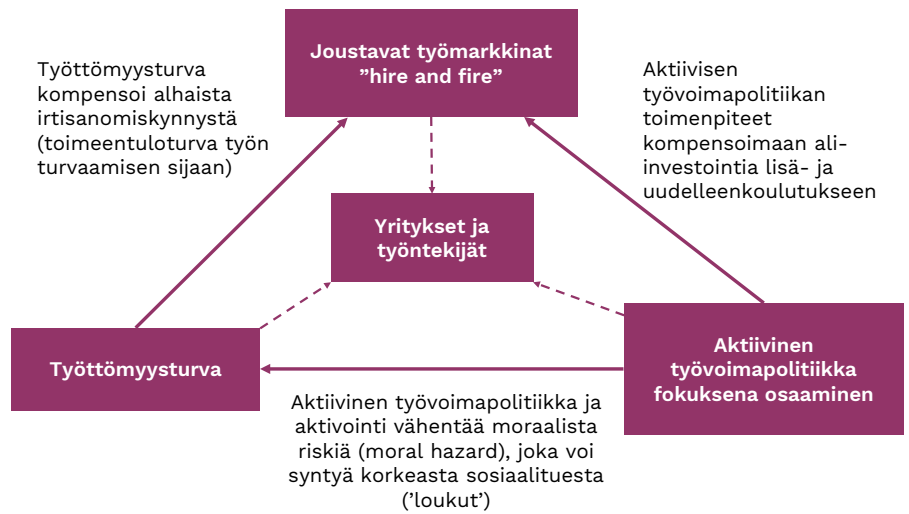 Joustavat työmarkkinat
”hire and fire”
Työttömyysturva
kompensoi alhaista
irtisanomiskynnystä
(toimeentuloturva työn
turvaamisen sijaan)
Aktiivisen
työvoimapolitiikan
toimenpiteet
kompensoimaan ali-
investointia lisä- ja
uudelleenkoulutukseen
Yritykset ja
työntekijät
Työttömyysturva
Aktiivinen
työvoimapolitiikka
fokuksena osaaminen
Aktiivinen työvoimapolitiikka ja
aktivointi vähentää moraalista
riskiä (moral hazard), joka voi
syntyä korkeasta sosiaalituesta
(’loukut’)